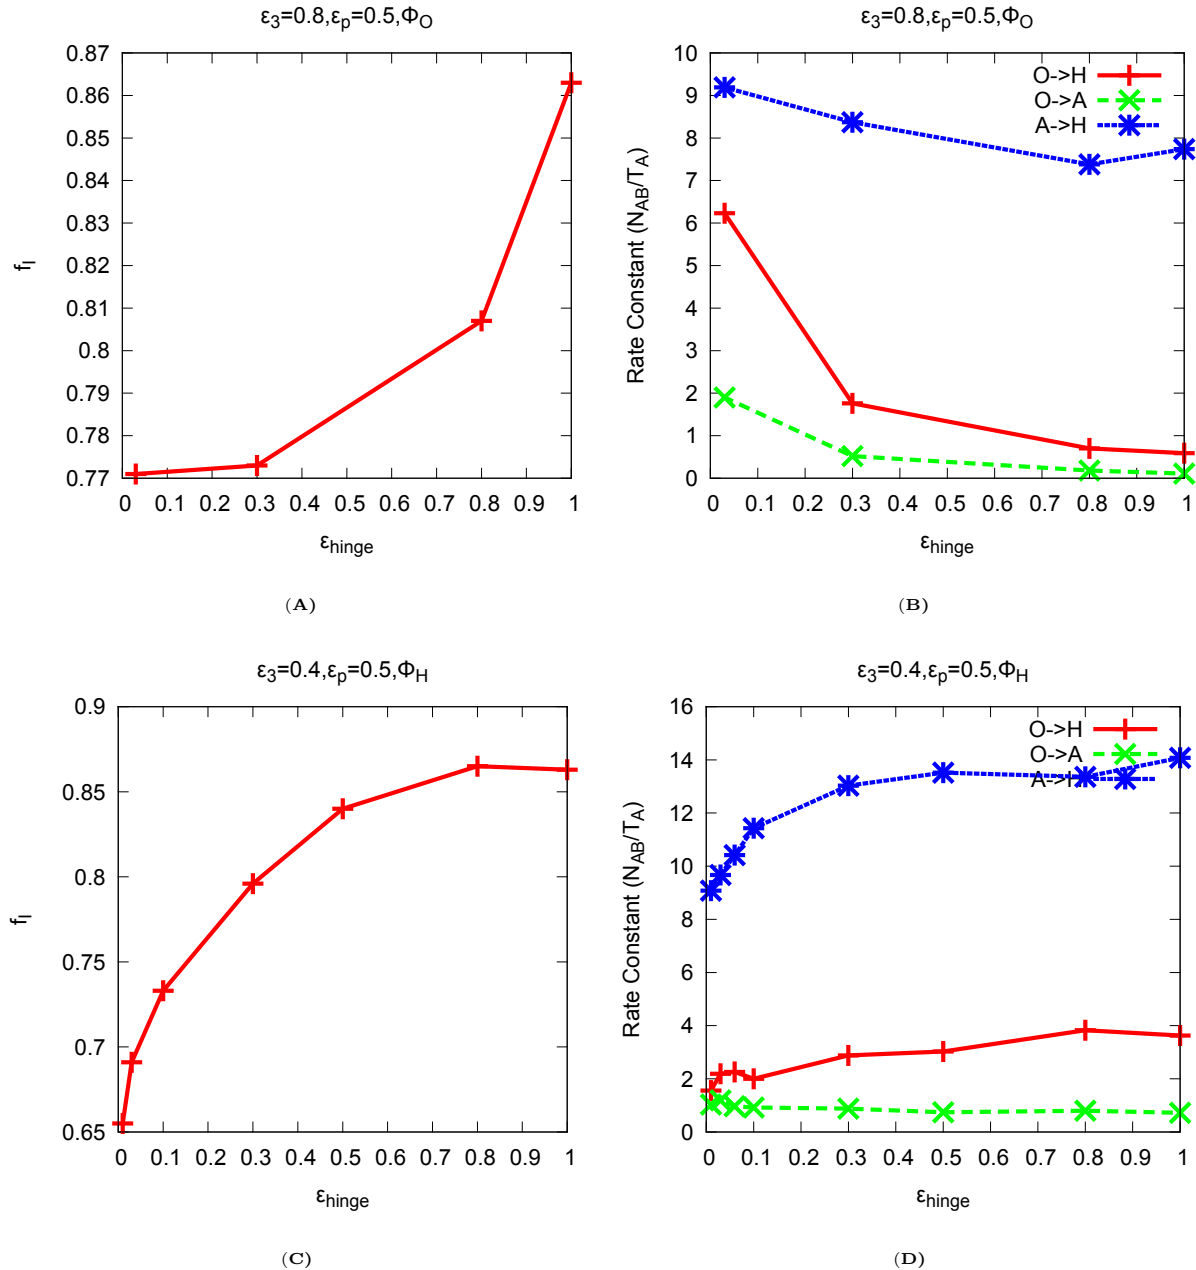 ε3=0.8,εp=0.5,ΦO
0.87
0.86
0.85
0.84
0.83
0.82
0.81
0.8
0.79
0.78
0.77
fI
0 0.1 0.2 0.3 0.4 0.5 0.6 0.7 0.8 0.9 1
εhinge
(A)
ε3=0.8,εp=0.5,ΦO
10
9
8
7
6
5
4
3
2
1
0
Rate Constant (NAB/TA)
O->H
O->A
A->H
0 0.1 0.2 0.3 0.4 0.5 0.6 0.7 0.8 0.9 1
εhinge
(B)
ε3=0.4,εp=0.5,ΦH
0.9
0.85
0.8
0.75
0.7
0.65
fI
0 0.1 0.2 0.3 0.4 0.5 0.6 0.7 0.8 0.9 1
εhinge
(C)
ε3=0.4,εp=0.5,ΦH
16
14
12
10
8
6
4
2
0
Rate Constant (NAB/TA)
O->H
O->A
A->H
0 0.1 0.2 0.3 0.4 0.5 0.6 0.7 0.8 0.9 1
εhinge
(D)